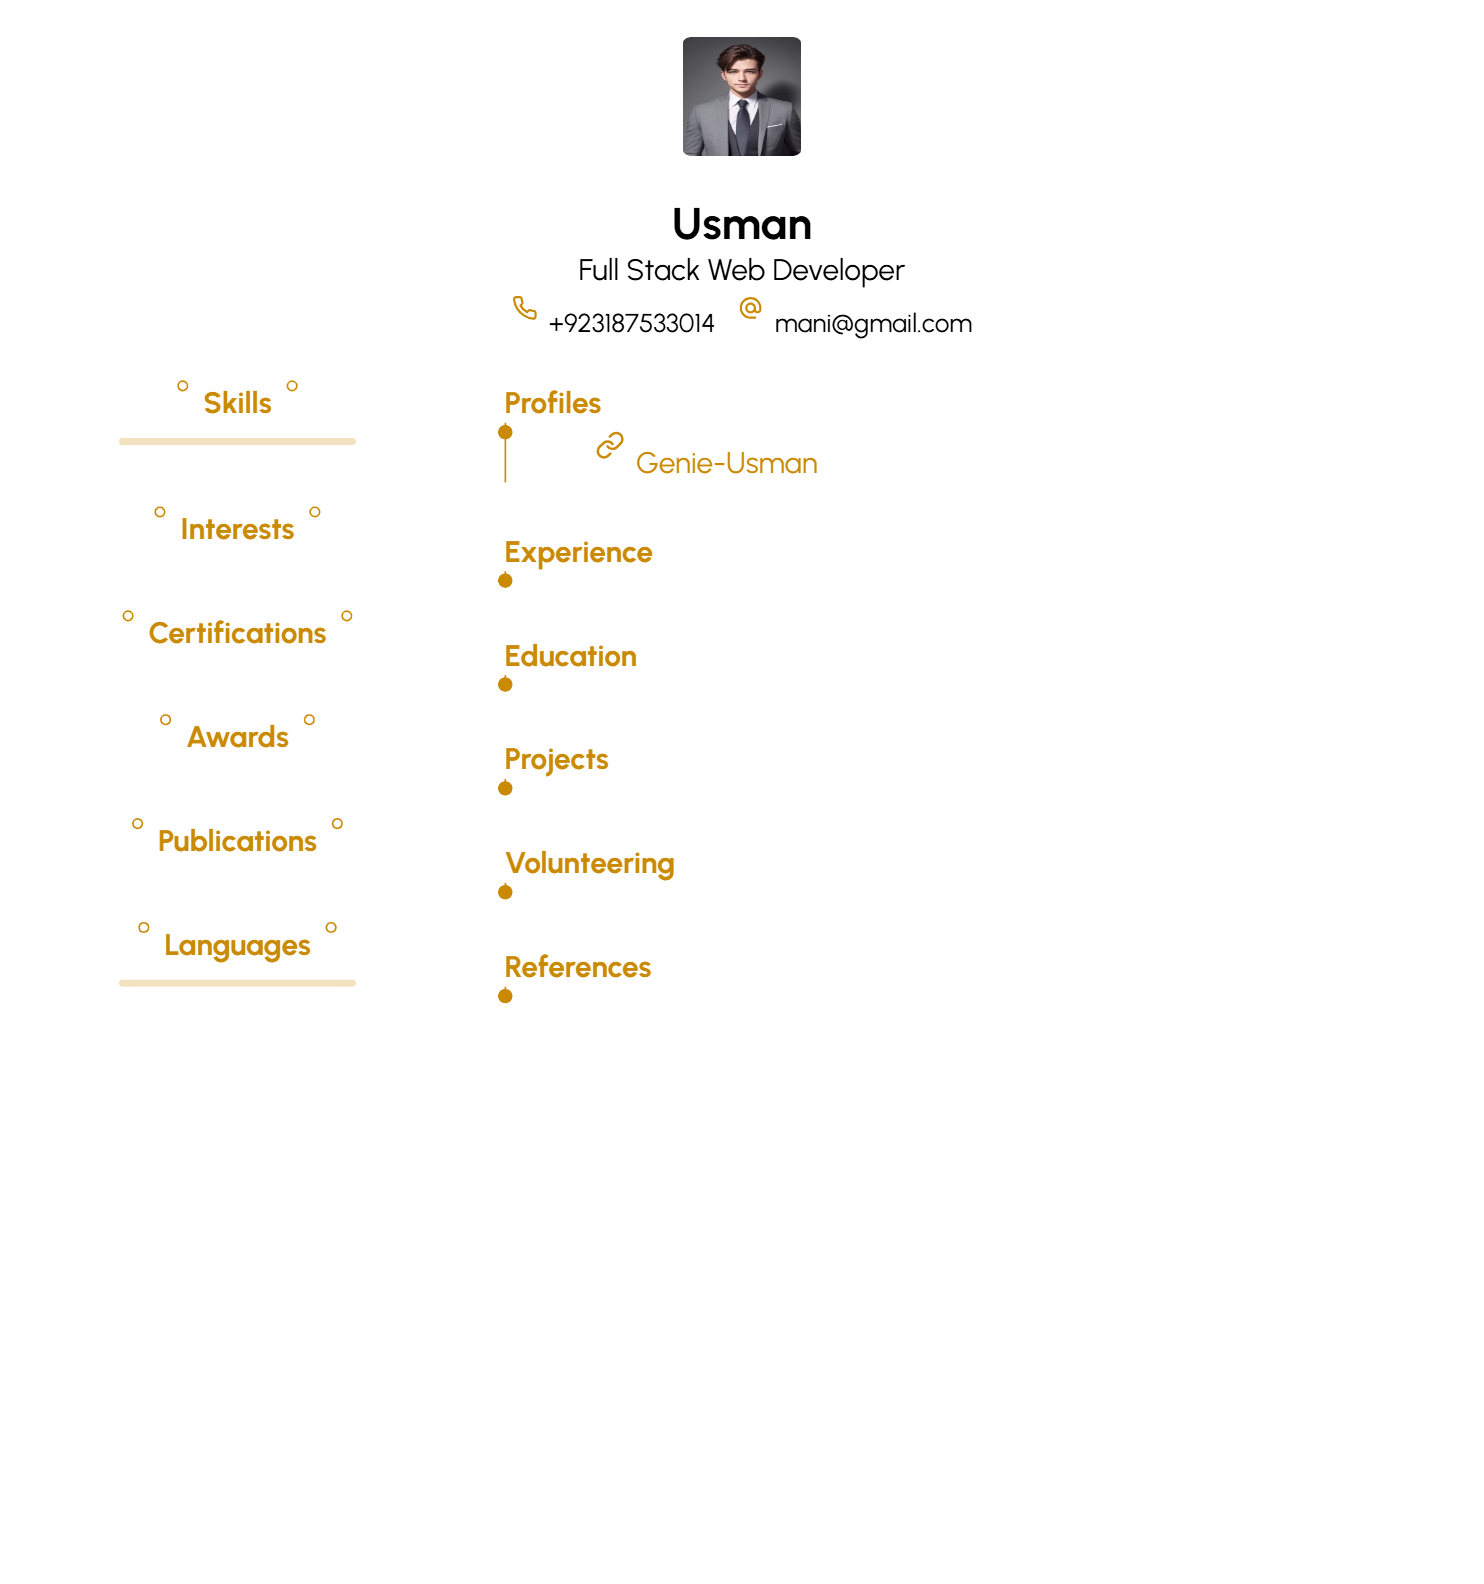 Usman
Full Stack Web Developer
+923187533014 mani@gmail.com
Skills
Interests
Certifications
Awards
Publications
Languages
Profiles
Genie-Usman
Experience
Education
Projects
Volunteering
References